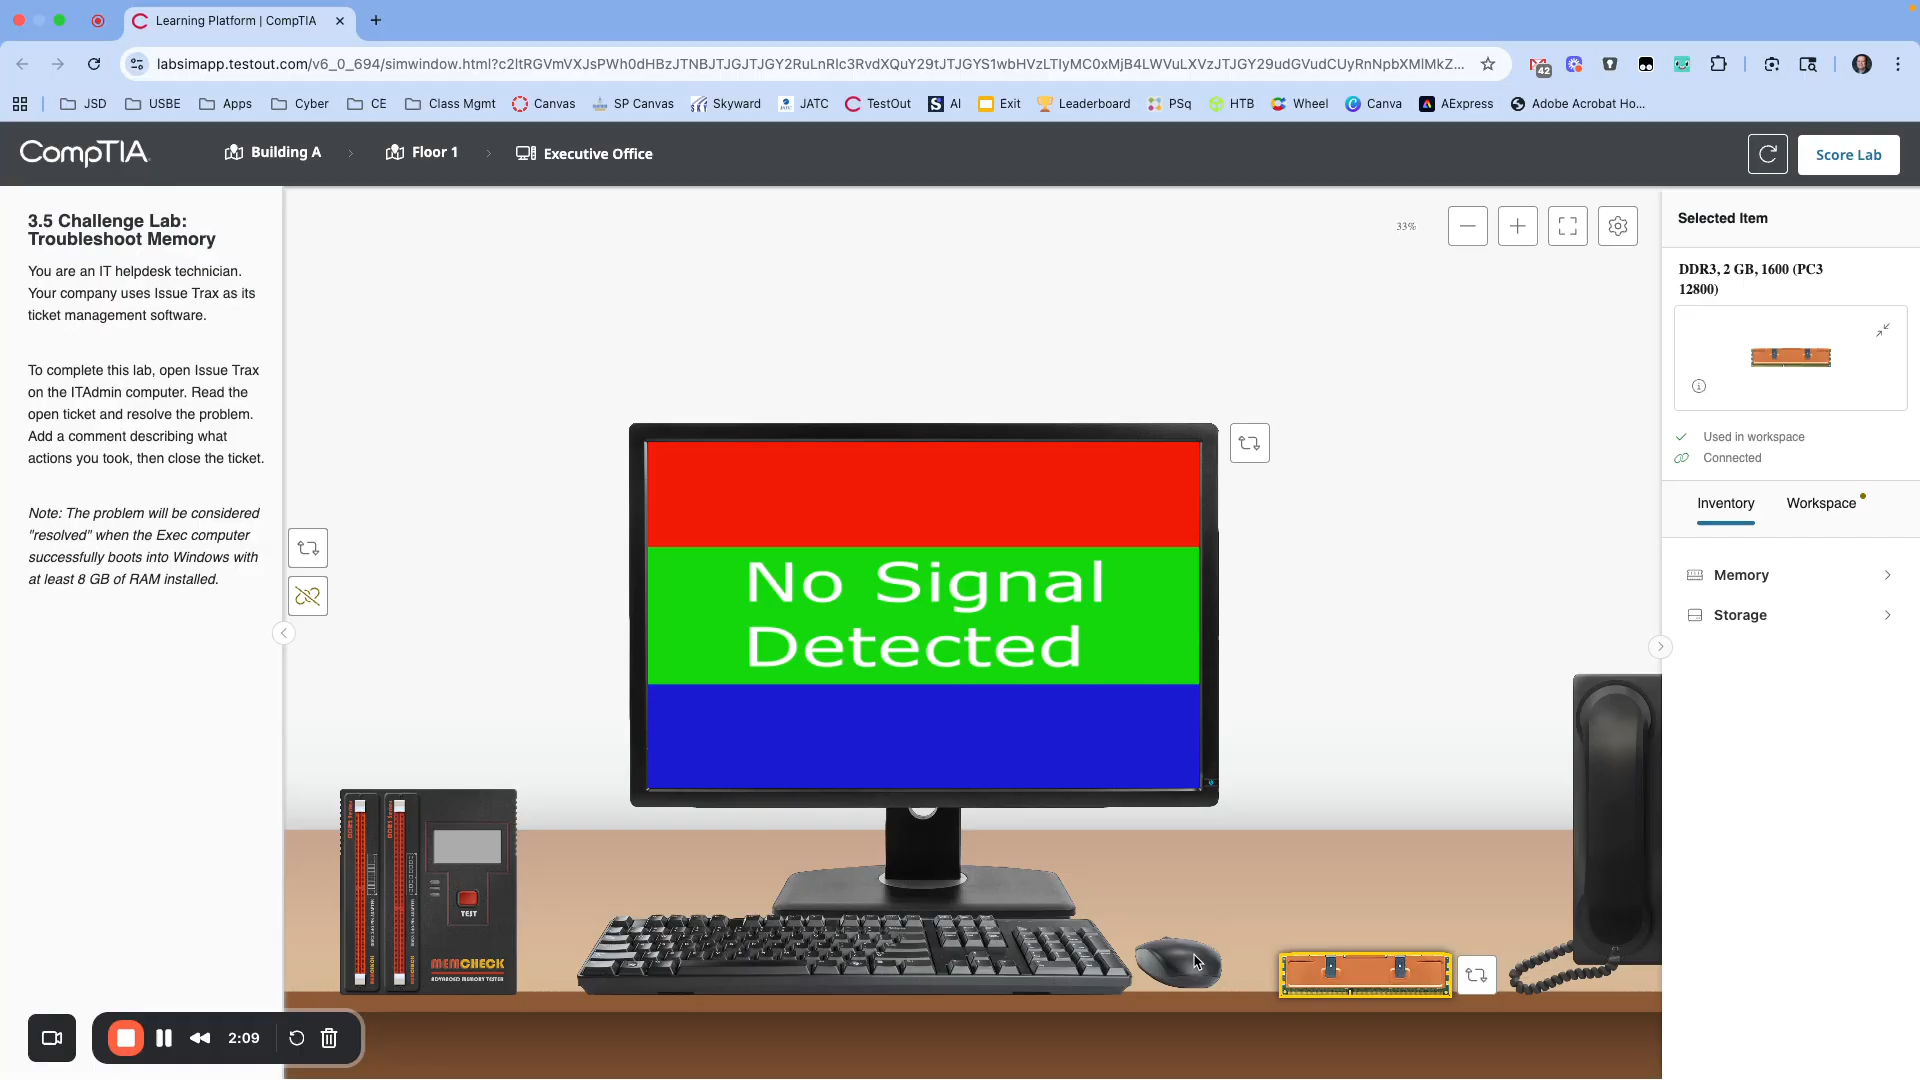 Learning Platform | CompTIA
labsimapp.testout.com/v6_0_694/simwindow.html?c2ltRGVmVXJsPWh0dHBzJTNBJTJGJTJGY2RuLnRlc3RvdXQuY29tJTJGYS1wbHVzLTIyMC0xMjB4LWVuLXVzJTJGY29udGVudCUyRnNpbXMlMkZ...
42
JSD
USBE
Apps
Cyber
CE
Class Mgmt
Canvas
SP Canvas
Skyward
JATC
TestOut
AI
Exit
Leaderboard
PSq
HTB
Wheel
Canva
AExpress
Adobe Acrobat Ho...
CompTIA
Building A
Floor 1
Executive Office
Score Lab
3.5 Challenge Lab:
Troubleshoot Memory
You are an IT helpdesk technician.
Your company uses Issue Trax as its
ticket management software.
To complete this lab, open Issue Trax
on the ITAdmin computer. Read the
open ticket and resolve the problem.
Add a comment describing what
actions you took, then close the ticket.
Note: The problem will be considered
"resolved" when the Exec computer
successfully boots into Windows with
at least 8 GB of RAM installed.
33%
No Signal
Detected
TEST
MEMCHECK
ADVANCED MEMORY TESTER
Selected Item
DDR3, 2 GB, 1600 (PC3
12800)
Used in workspace
Connected
Inventory
Workspace
Memory
Storage
2:09